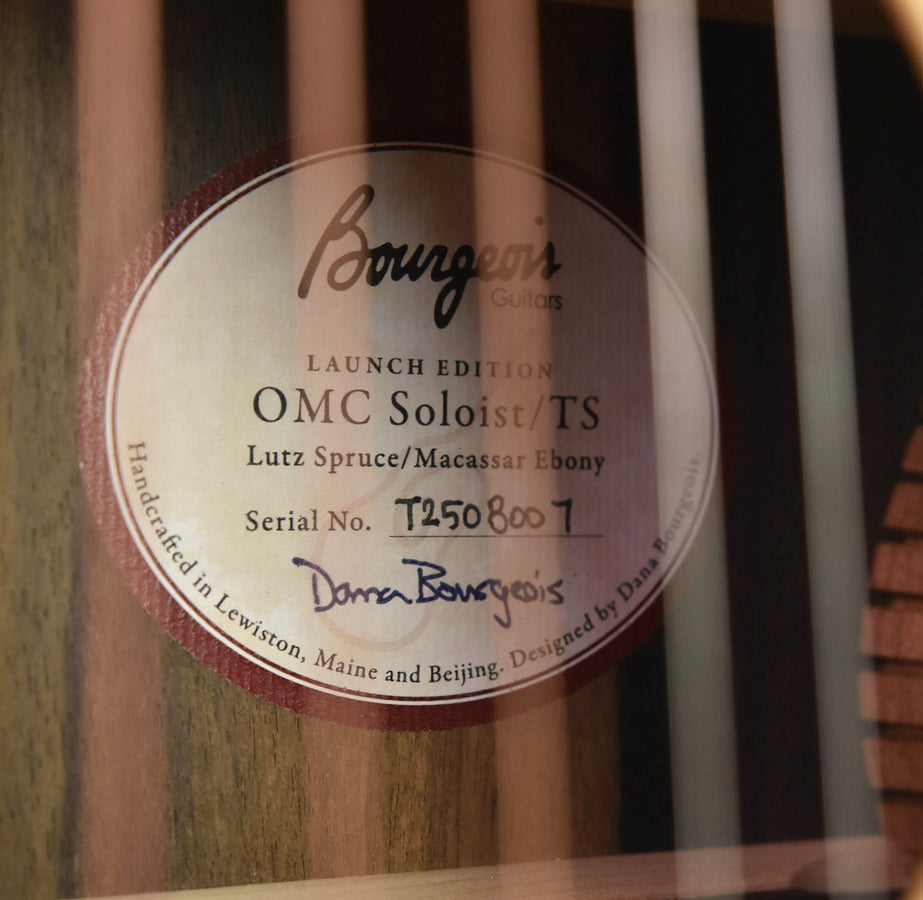 Bourgeois
Guitars
LAUNCH EDITION
OMC Soloist/TS
Lutz Spruce/Macassar Ebony
Serial No. T2508007
Dana Bourgeois
Handcrafted in Lewiston, Maine and Beijing. Designed by Dana Bourgeois.